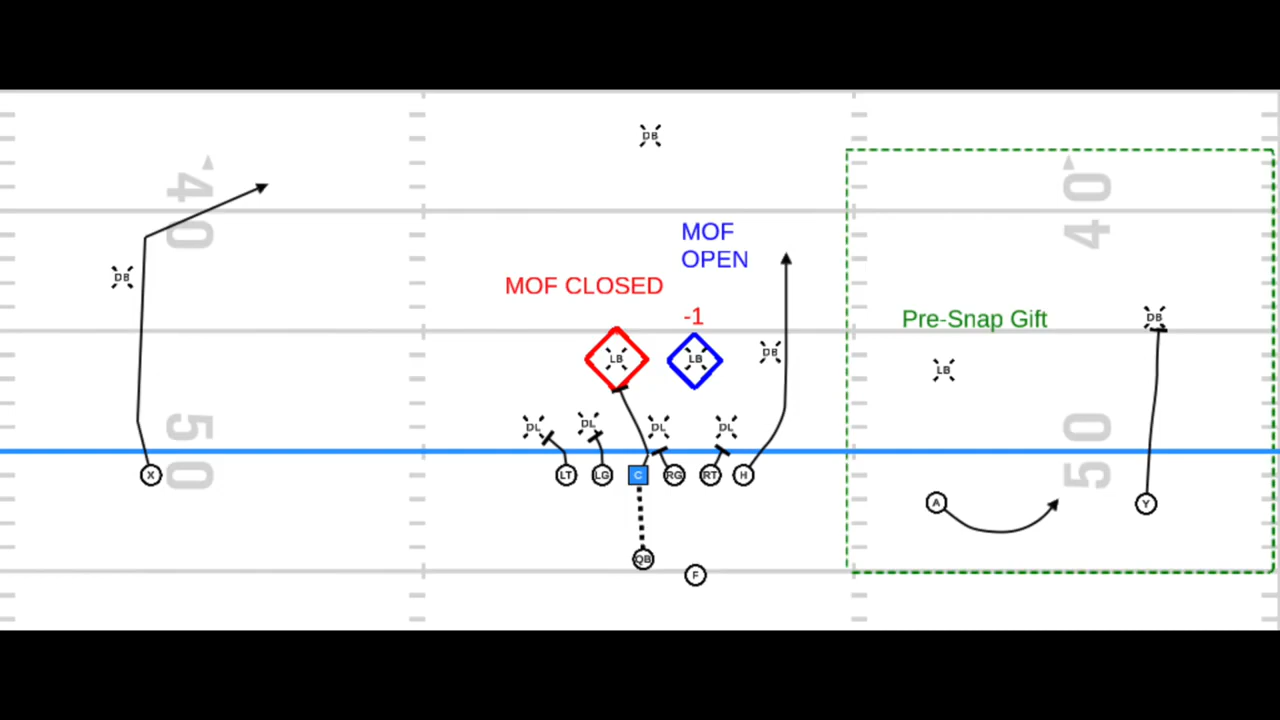 DB
40
40
MOF
OPEN
DB
MOF CLOSED
-1
Pre-Snap Gift
DB
LB
LB
DB
LB
DL
DL
DL
DL
50
50
X
LT
LG
C
RG
RT
H
A
Y
QB
F